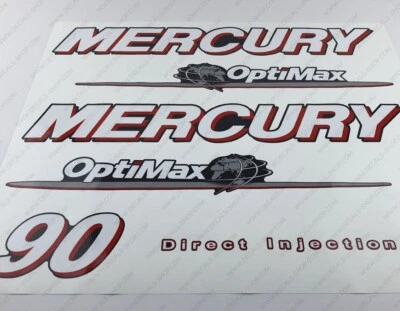 MERCURY
OptiMax
MERCURY
OptiMax
90 Direct Injection